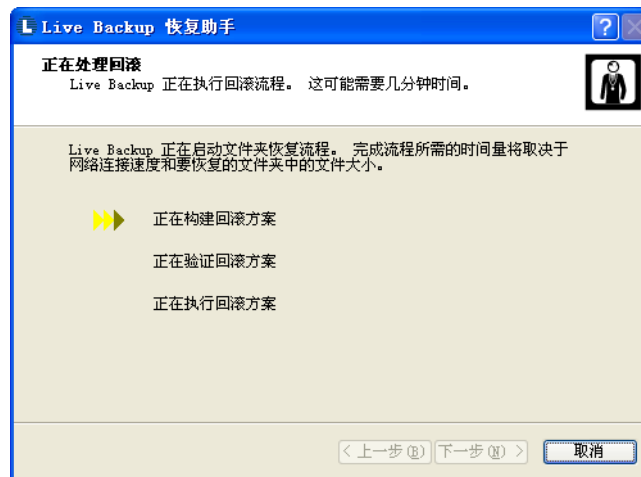 Live Backup 恢复助手
正在处理回滚
Live Backup 正在执行回滚流程。 这可能需要几分钟时间。
Live Backup 正在启动文件夹恢复流程。 完成流程所需的时间量将取决于
网络连接速度和要恢复的文件夹中的文件大小。
正在构建回滚方案
正在验证回滚方案
正在执行回滚方案
< 上一步(B) 下一步(N) > 取消